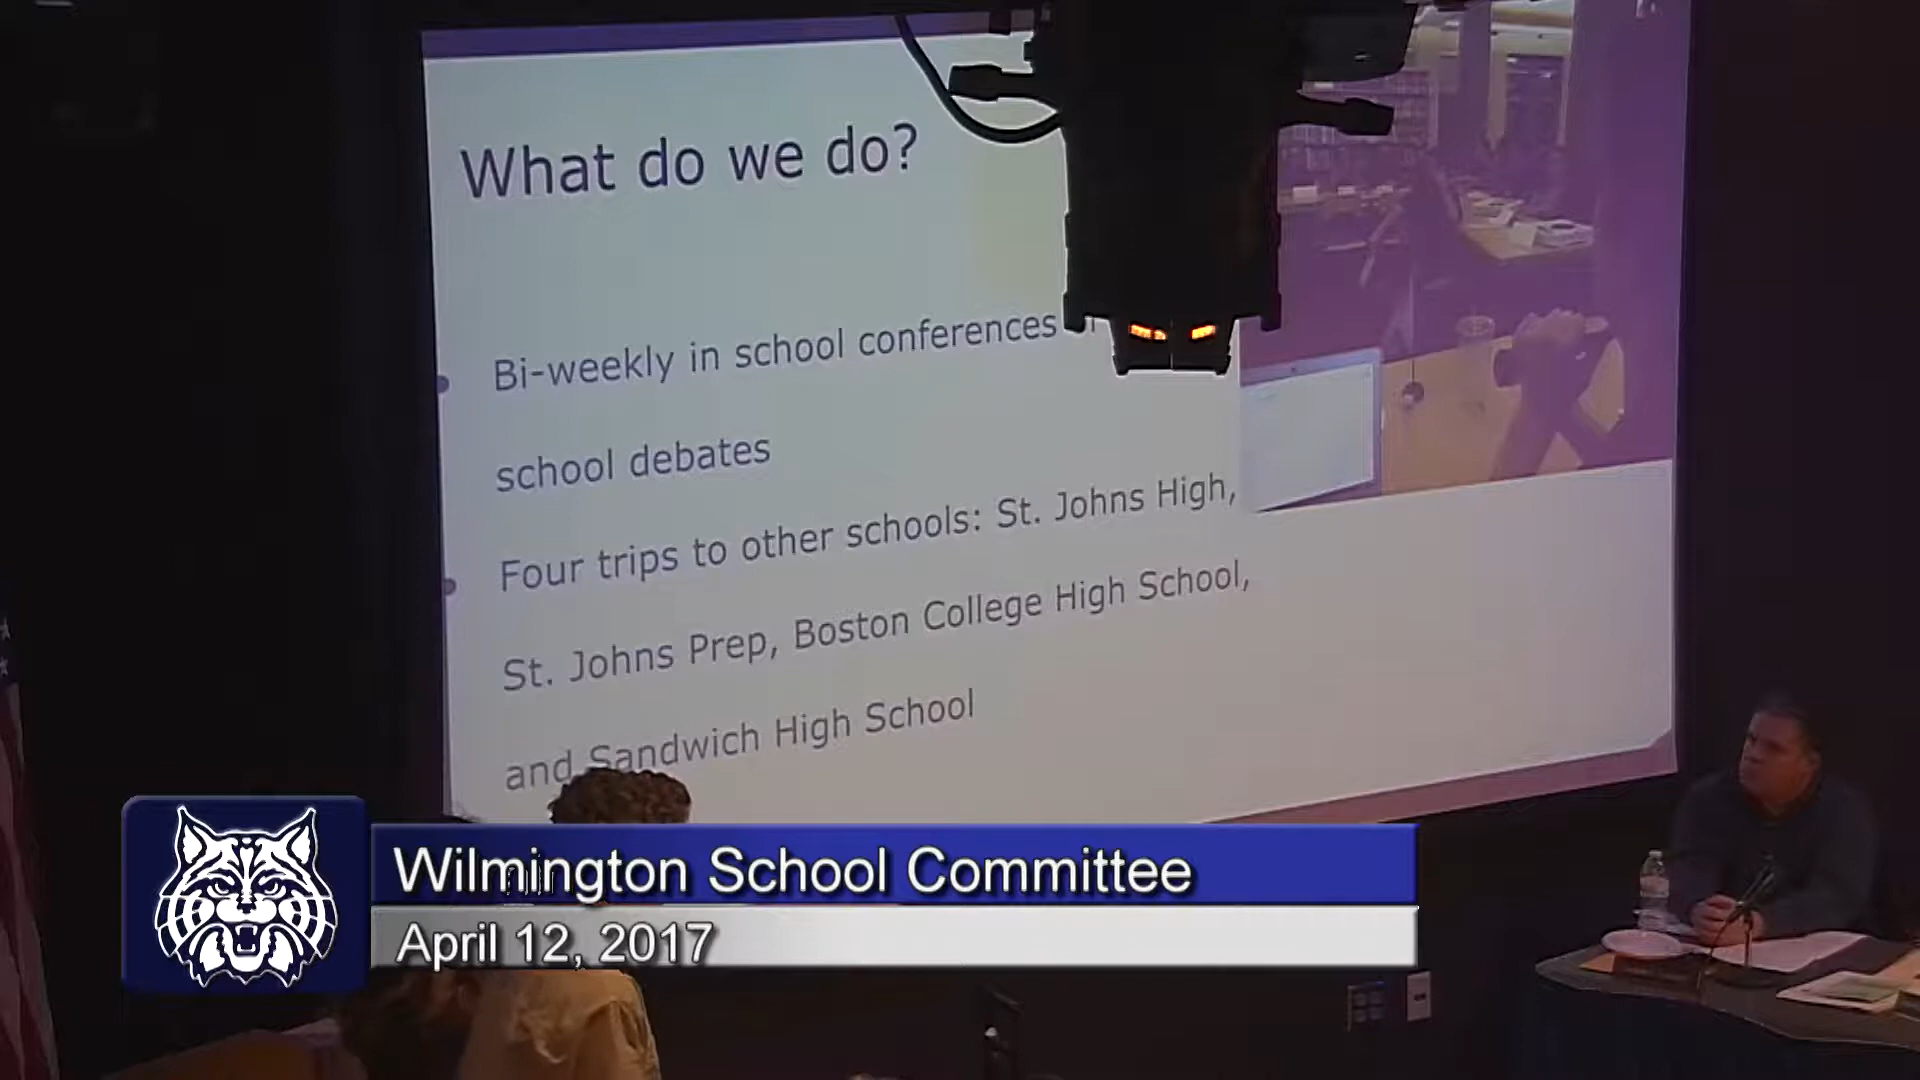 What do we do?
Bi-weekly in school conferences
school debates
Four trips to other schools: St. Johns High,
St. Johns Prep, Boston College High School,
and Sandwich High School
Wilmington School Committee
April 12, 2017